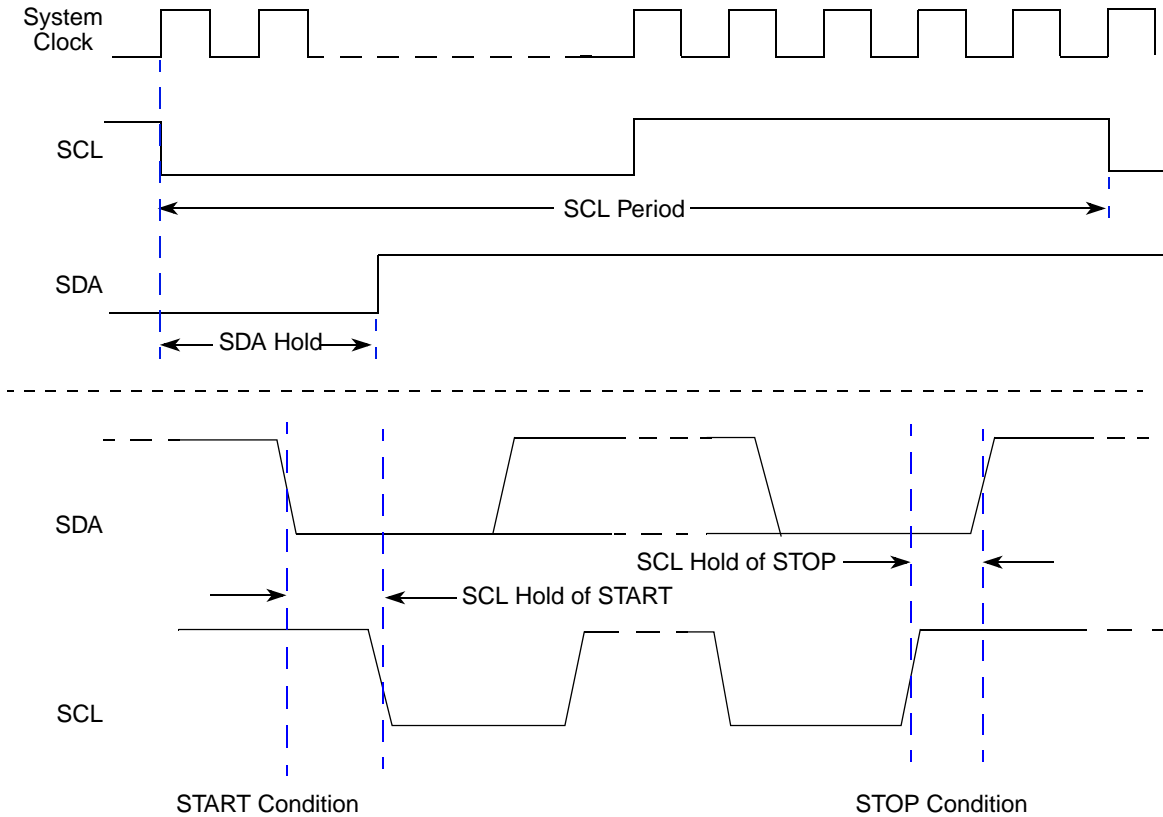 System
Clock
SCL
SCL Period
SDA
SDA Hold
SDA
SCL Hold of STOP
SCL Hold of START
SCL
START Condition
STOP Condition